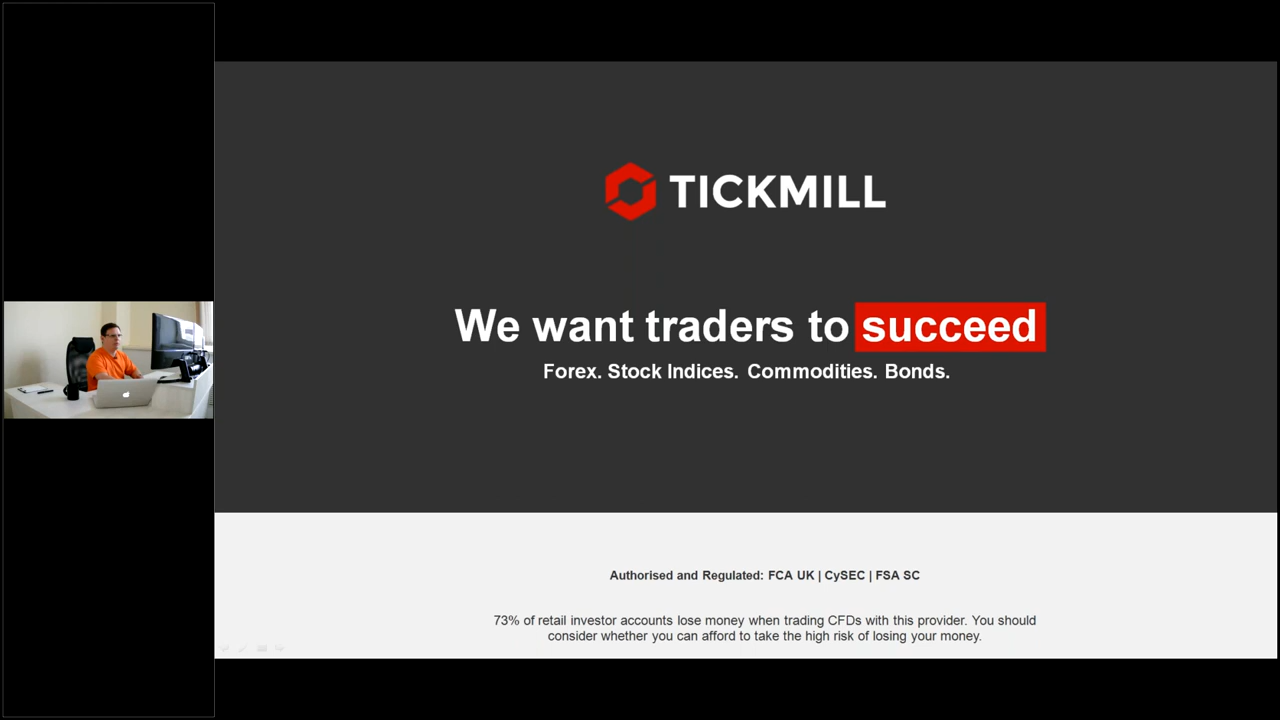 TICKMILL
We want traders to succeed
Forex. Stock Indices. Commodities. Bonds.
Authorised and Regulated: FCA UK | CySEC | FSA SC
73% of retail investor accounts lose money when trading CFDs with this provider. You should
consider whether you can afford to take the high risk of losing your money.